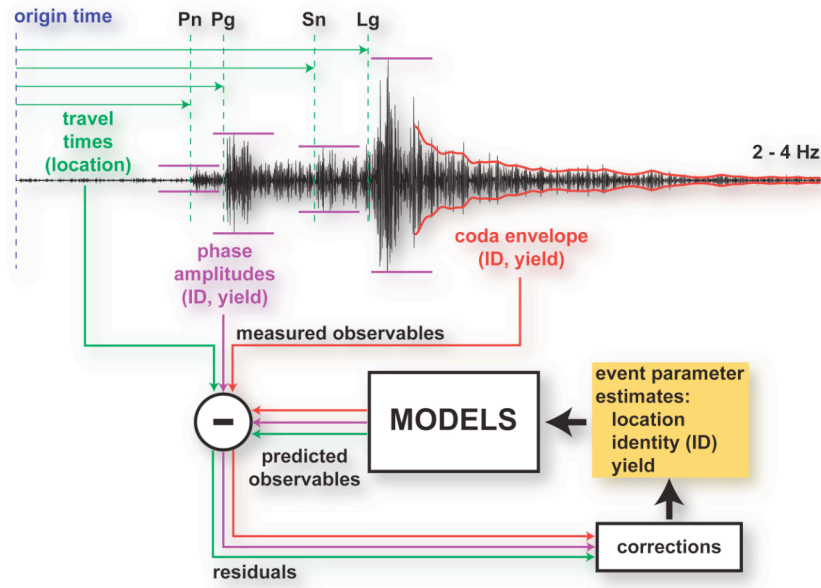 origin time
Pn Pg Sn Lg
travel
times
(location)
2 - 4 Hz
phase
amplitudes
(ID, yield)
coda envelope
(ID, yield)
measured observables
-
MODELS
event parameter
estimates:
location
identity (ID)
yield
predicted
observables
corrections
residuals